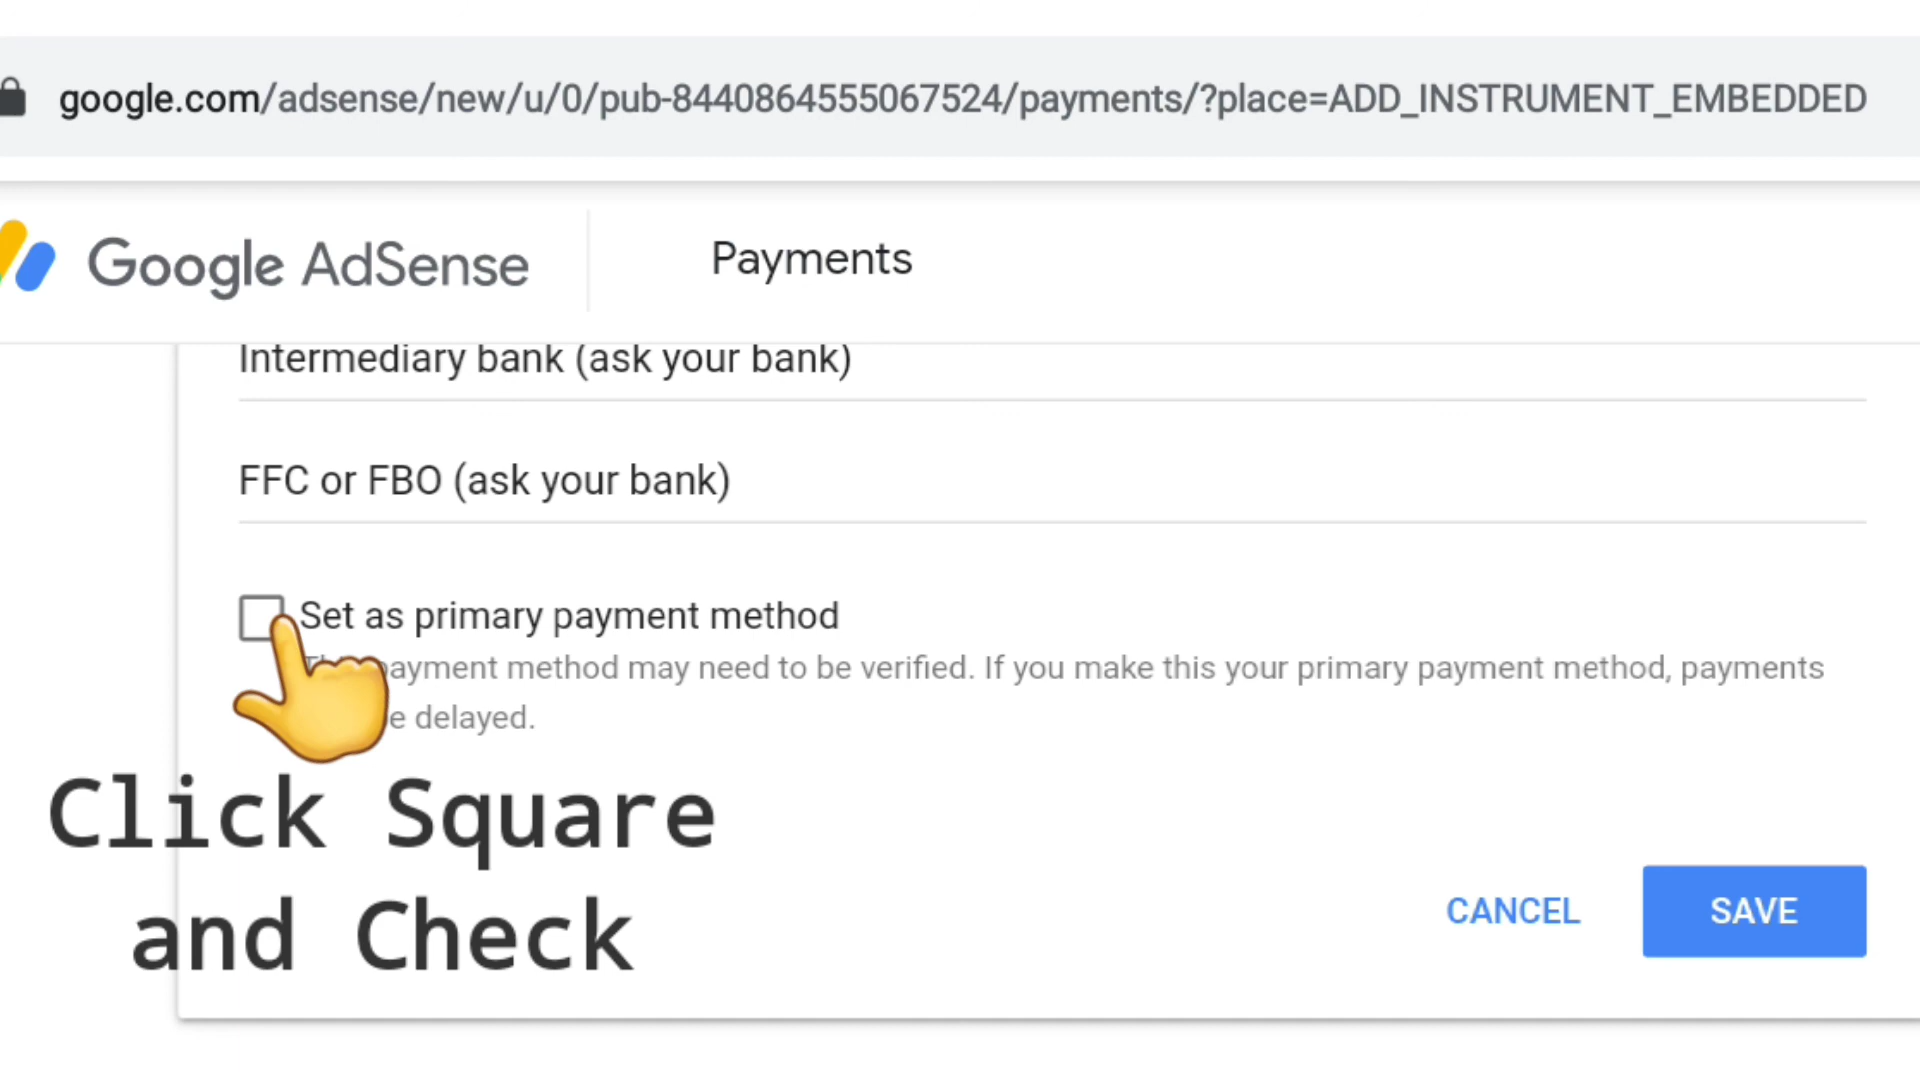 google.com/adsense/new/u/0/pub-8440864555067524/payments/?place=ADD_INSTRUMENT_EMBEDDED
Google AdSense
Payments
Intermediary bank (ask your bank)
FFC or FBO (ask your bank)
Set as primary payment method
payment method may need to be verified. If you make this your primary payment method, payments
delayed.
Click Square
and Check
CANCEL
SAVE